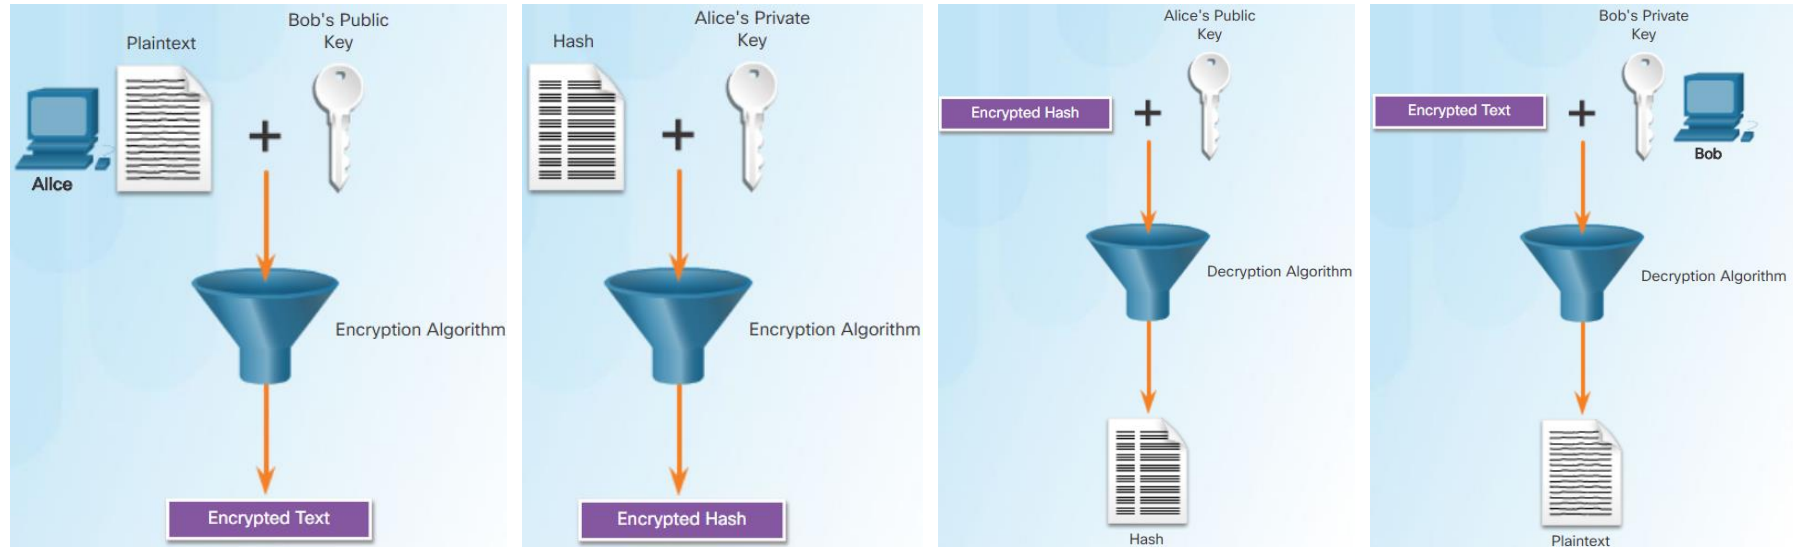 Bob's Public
Key
Plaintext
Alice
Encryption Algorithm
Encrypted Text
Alice's Private
Key
Hash
Encryption Algorithm
Encrypted Hash
Alice's Public
Key
Encrypted Hash
Decryption Algorithm
Hash
Bob's Private
Key
Encrypted Text
Bob
Decryption Algorithm
Plaintext